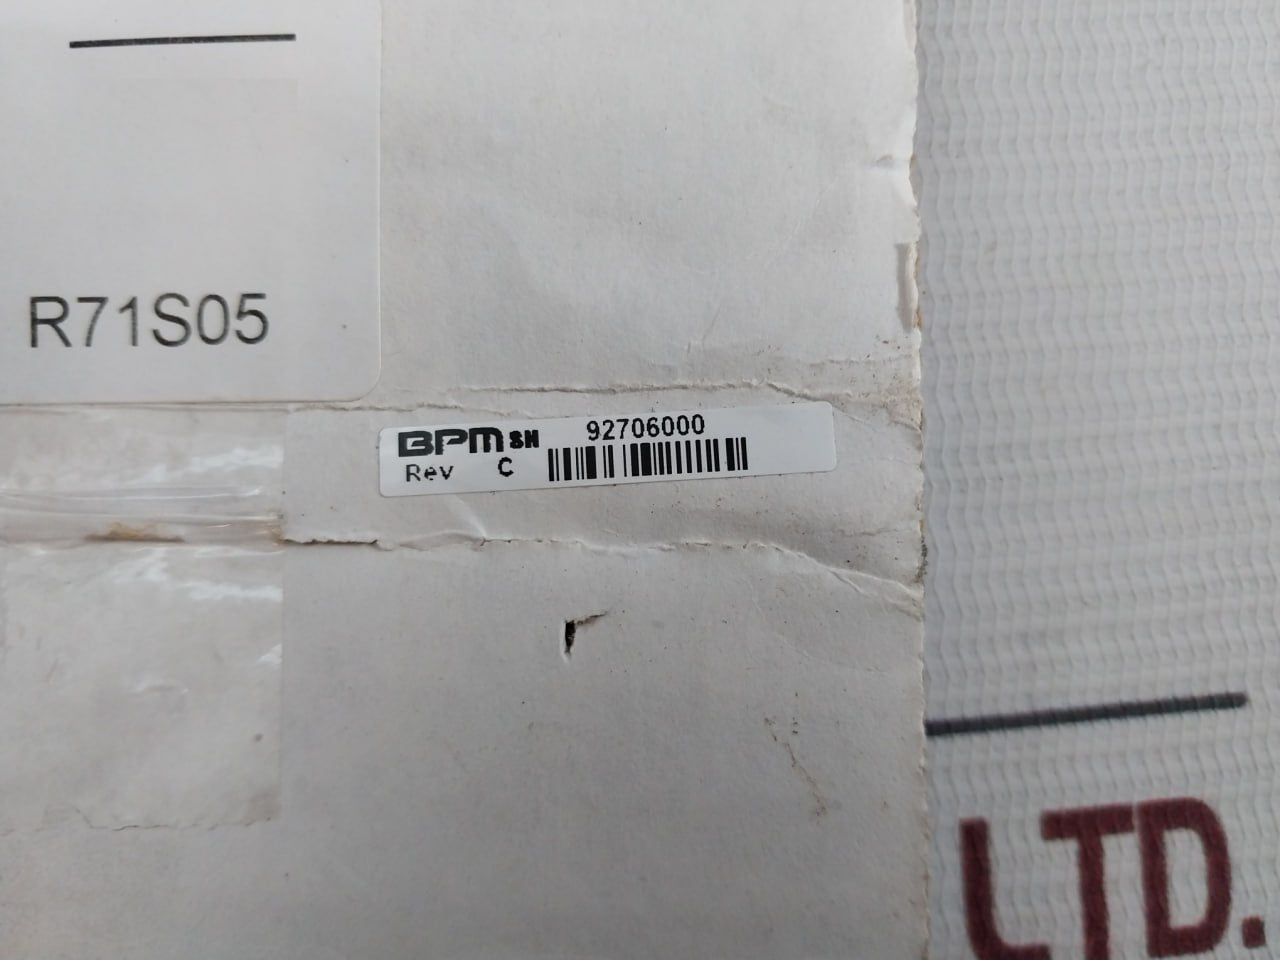 R71S05
BPM SN 92706000
Rev C
LTD.